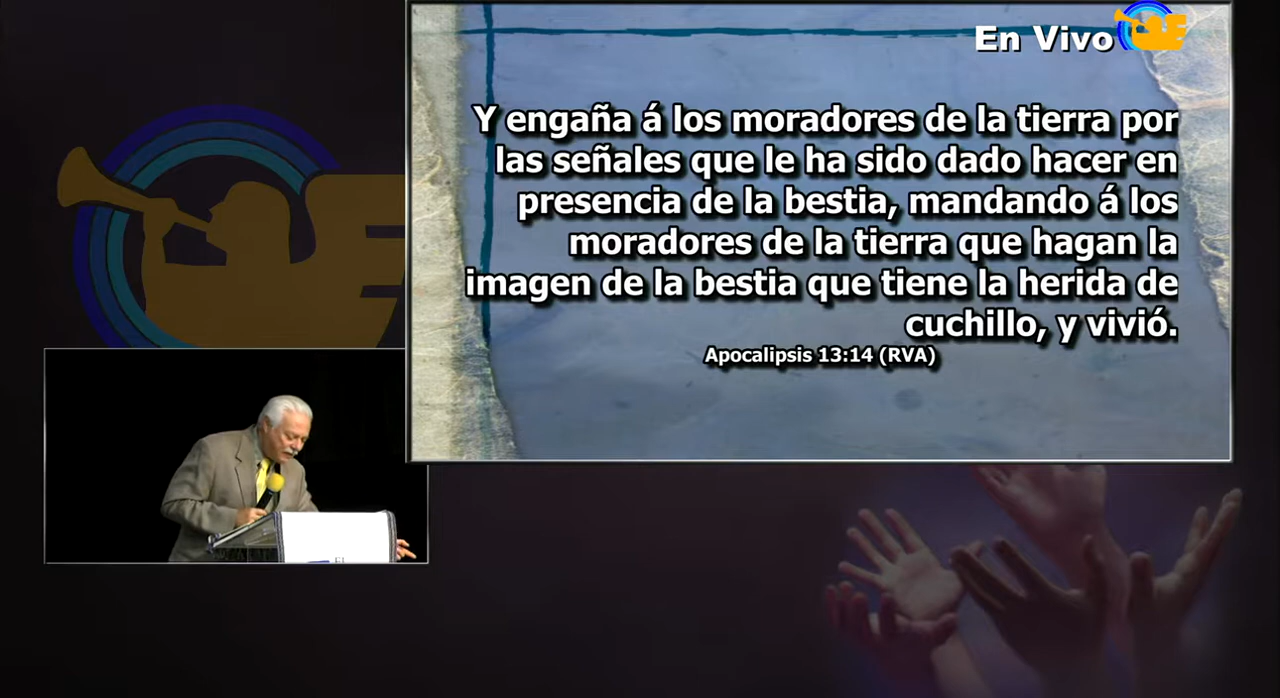 En Vivo
Y engaña á los moradores de la tierra por
las señales que le ha sido dado hacer en
presencia de la bestia, mandando á los
moradores de la tierra que hagan la
imagen de la bestia que tiene la herida de
cuchillo, y vivió.
Apocalipsis 13:14 (RVA)
EL